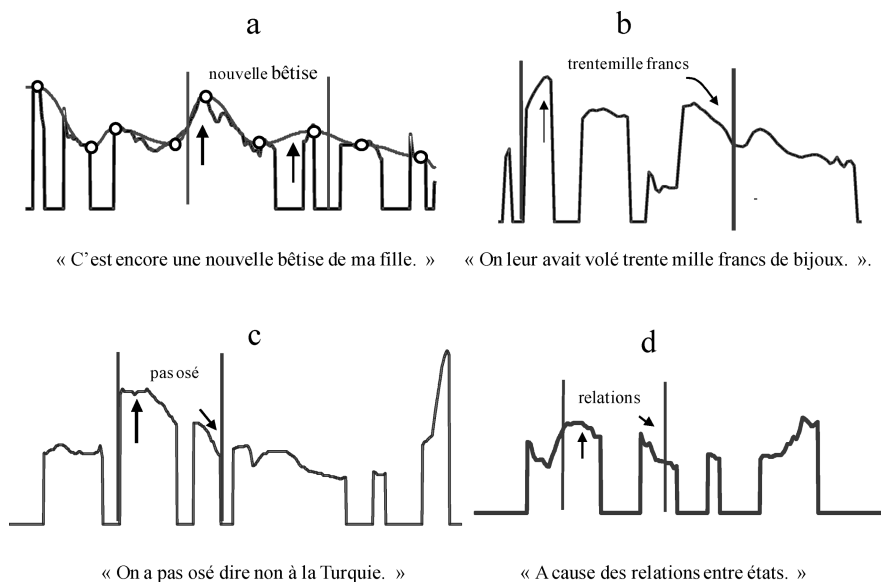 a
b
nouvelle bêtise
trentemille francs
« C’est encore une nouvelle bêtise de ma fille. »
« On leur avait volé trente mille francs de bijoux. ».
c
d
pas osé
relations
« On a pas osé dire non à la Turquie. »
« A cause des relations entre états. »